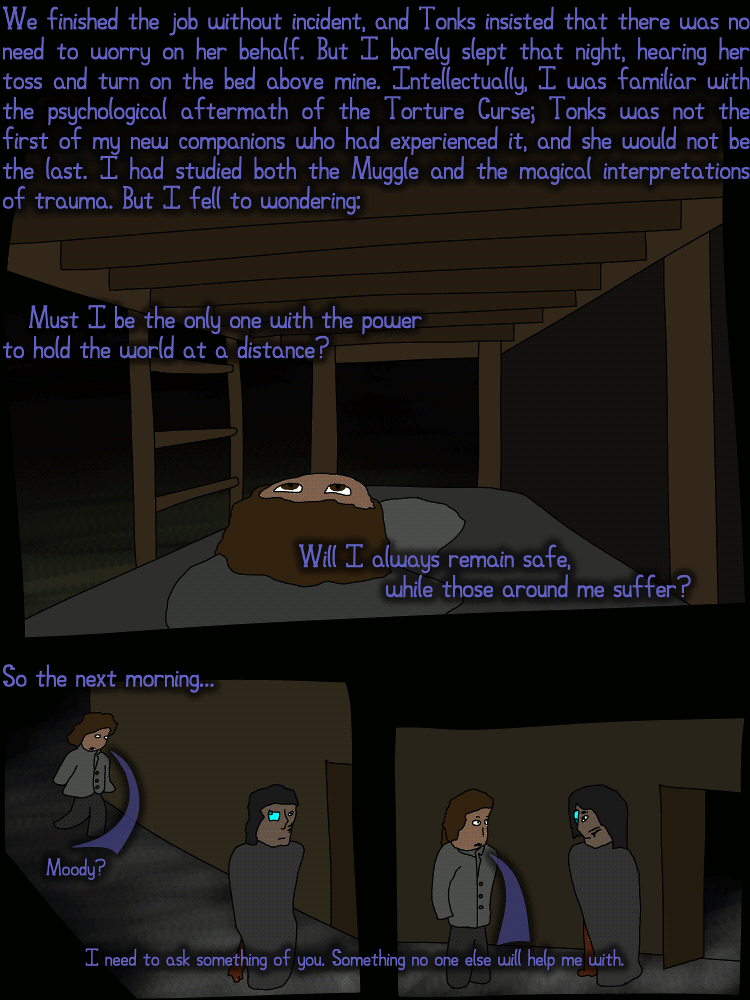 We finished the job without incident, and Tonks insisted that there was no
need to worry on her behalf. But I barely slept that night, hearing her
toss and turn on the bed above mine. Intellectually, I was familiar with
the psychological aftermath of the Torture Curse; Tonks was not the
first of my new companions who had experienced it, and she would not be
the last. I had studied both the Muggle and the magical interpretations
of trauma. But I fell to wondering:
Must I be the only one with the power
to hold the world at a distance?
Will I always remain safe,
while those around me suffer?
So the next morning...
Moody?
I need to ask something of you. Something no one else will help me with.